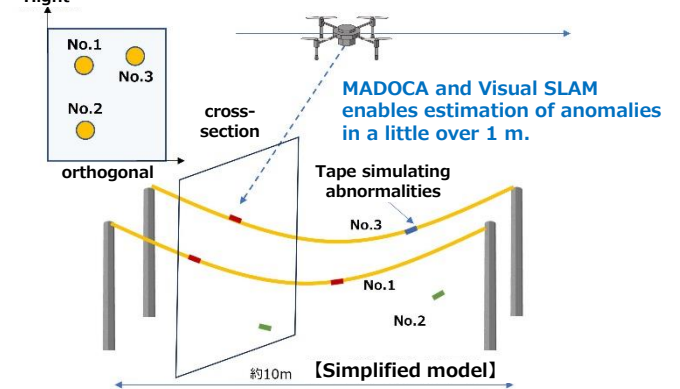 No.1
No.3
No.2
orthogonal
cross-
section
MADOCA and Visual SLAM
enables estimation of anomalies
in a little over 1 m.
Tape simulating
abnormalities
No.3
No.1
No.2
約10m 【Simplified model】